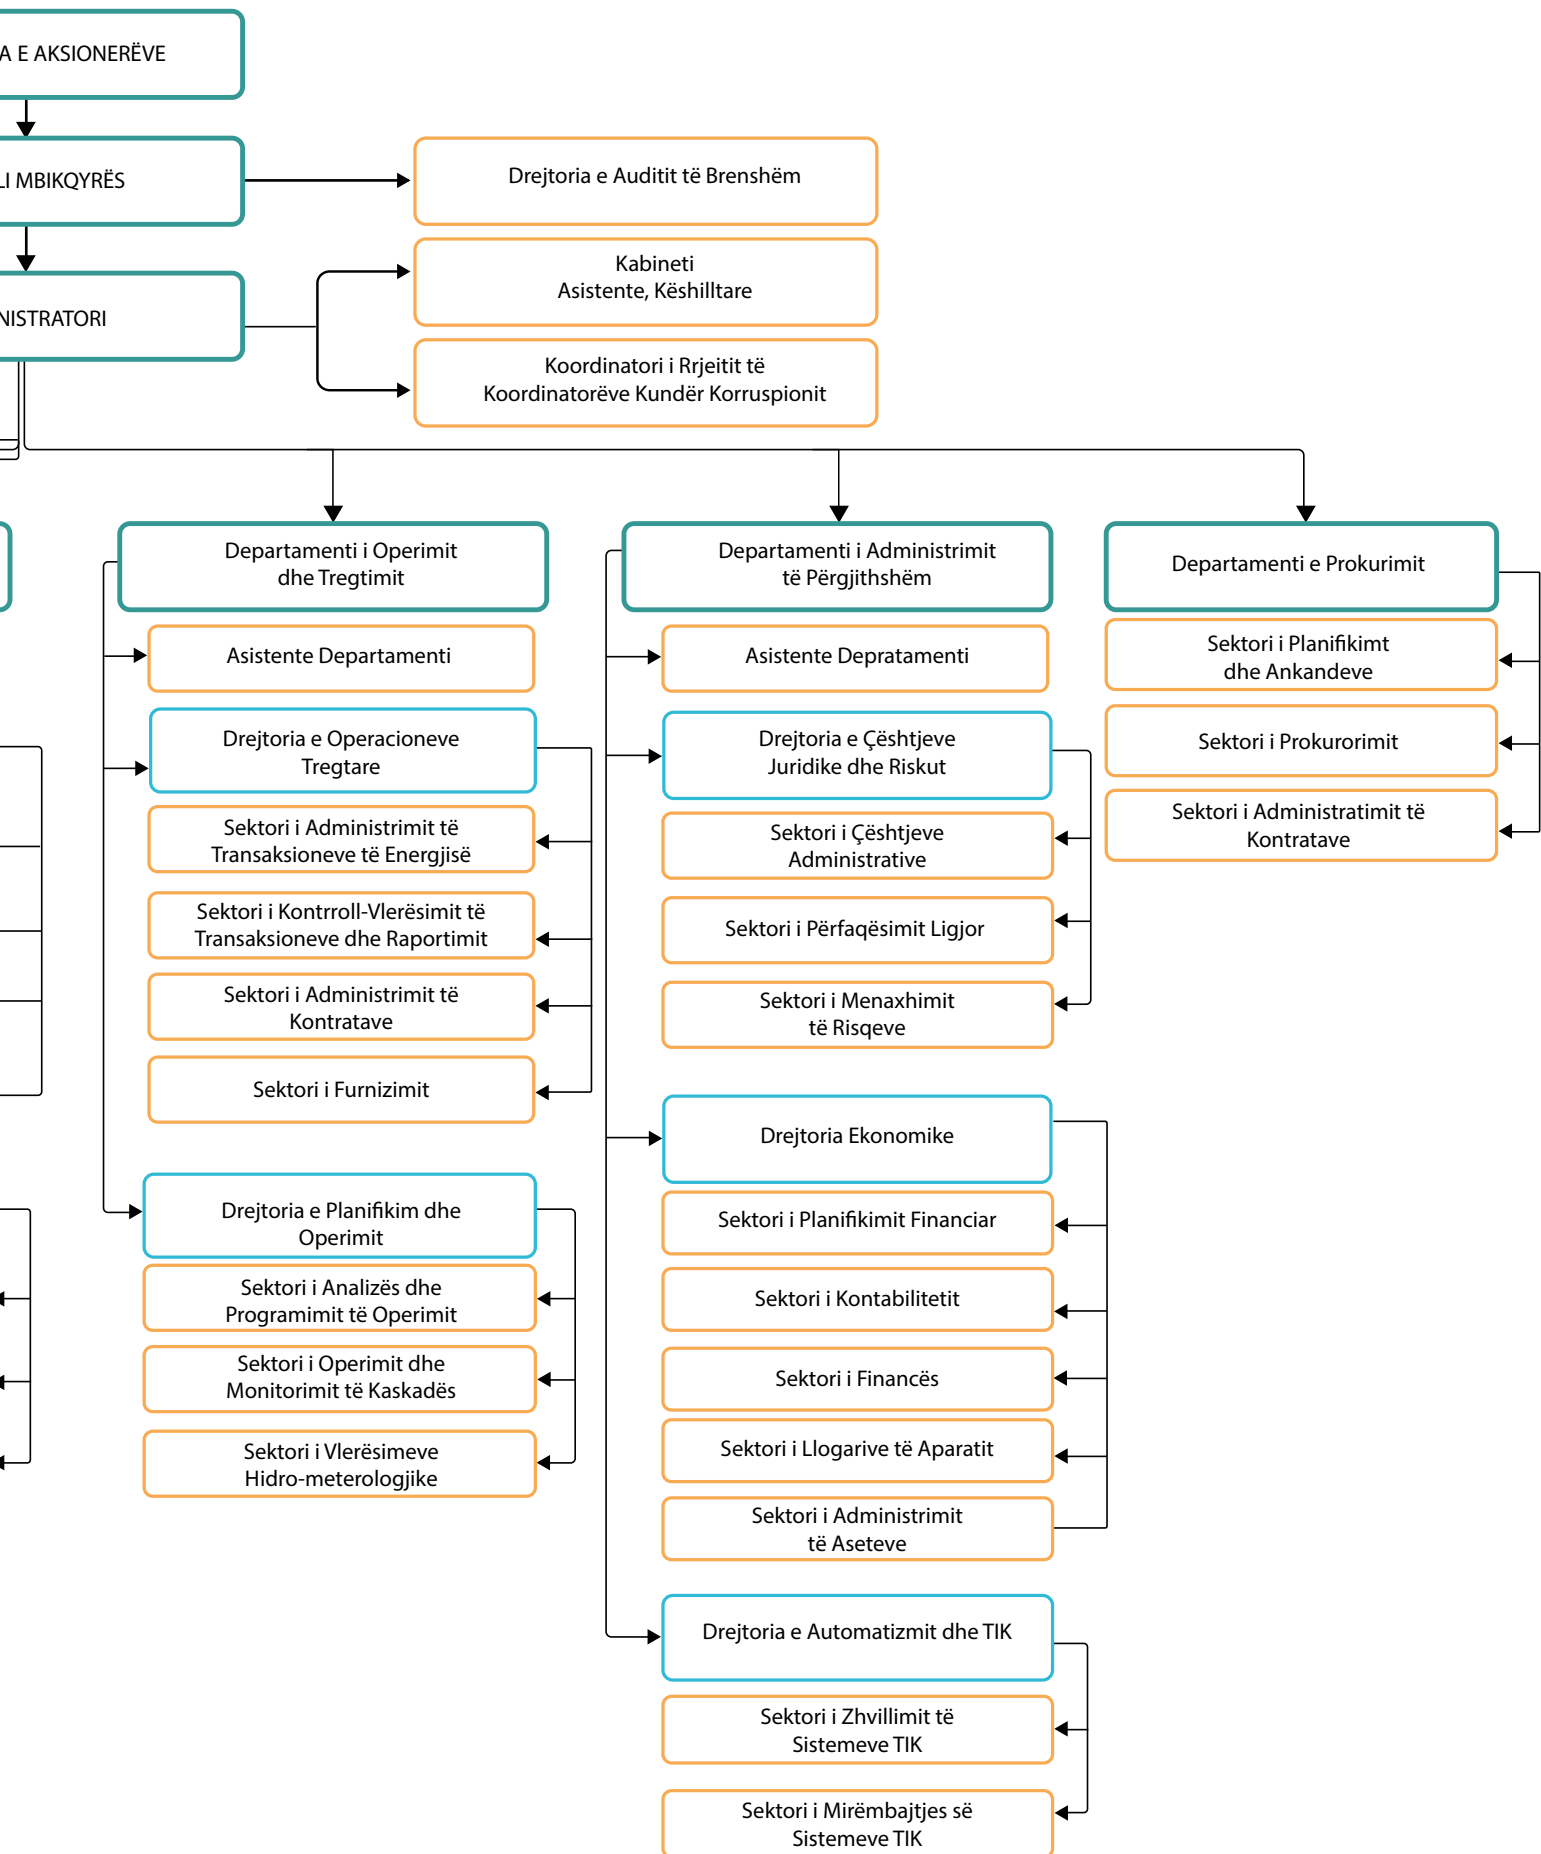 A E AKSIONERËVE
LI MBIKQYRËS
Drejtoria e Auditit të Brenshëm
Kabineti
Asistente, Këshilltare
NISTRATORI
Koordinatori i Rrjeitit të
Koordinatorëve Kundër Korruspionit
Departamenti i Operimit
dhe Tregtimit
Asistente Departamenti
Drejtoria e Operacioneve
Tregtare
Sektori i Administrimit të
Transaksioneve të Energjisë
Sektori i Kontrroll-Vlerësimit të
Transaksioneve dhe Raportimit
Sektori i Administrimit të
Kontratave
Sektori i Furnizimit
Drejtoria e Planifikim dhe
Operimit
Sektori i Analizës dhe
Programimit të Operimit
Sektori i Operimit dhe
Monitorimit të Kaskadës
Sektori i Vlerësimeve
Hidro-meterologjike
Departamenti i Administrimit
të Përgjithshëm
Asistente Depratamenti
Drejtoria e Çështjeve
Juridike dhe Riskut
Sektori i Çështjeve
Administrative
Sektori i Përfaqësimit Ligjor
Sektori i Menaxhimit
të Risqeve
Drejtoria Ekonomike
Sektori i Planifikimit Financiar
Sektori i Kontabilitetit
Sektori i Financës
Sektori i Llogarive të Aparatit
Sektori i Administrimit
të Aseteve
Drejtoria e Automatizmit dhe TIK
Sektori i Zhvillimit të
Sistemeve TIK
Sektori i Mirëmbajtjes së
Sistemeve TIK
Departamenti e Prokurimit
Sektori i Planifikimt
dhe Ankandeve
Sektori i Prokurorimit
Sektori i Administratimit të
Kontratave